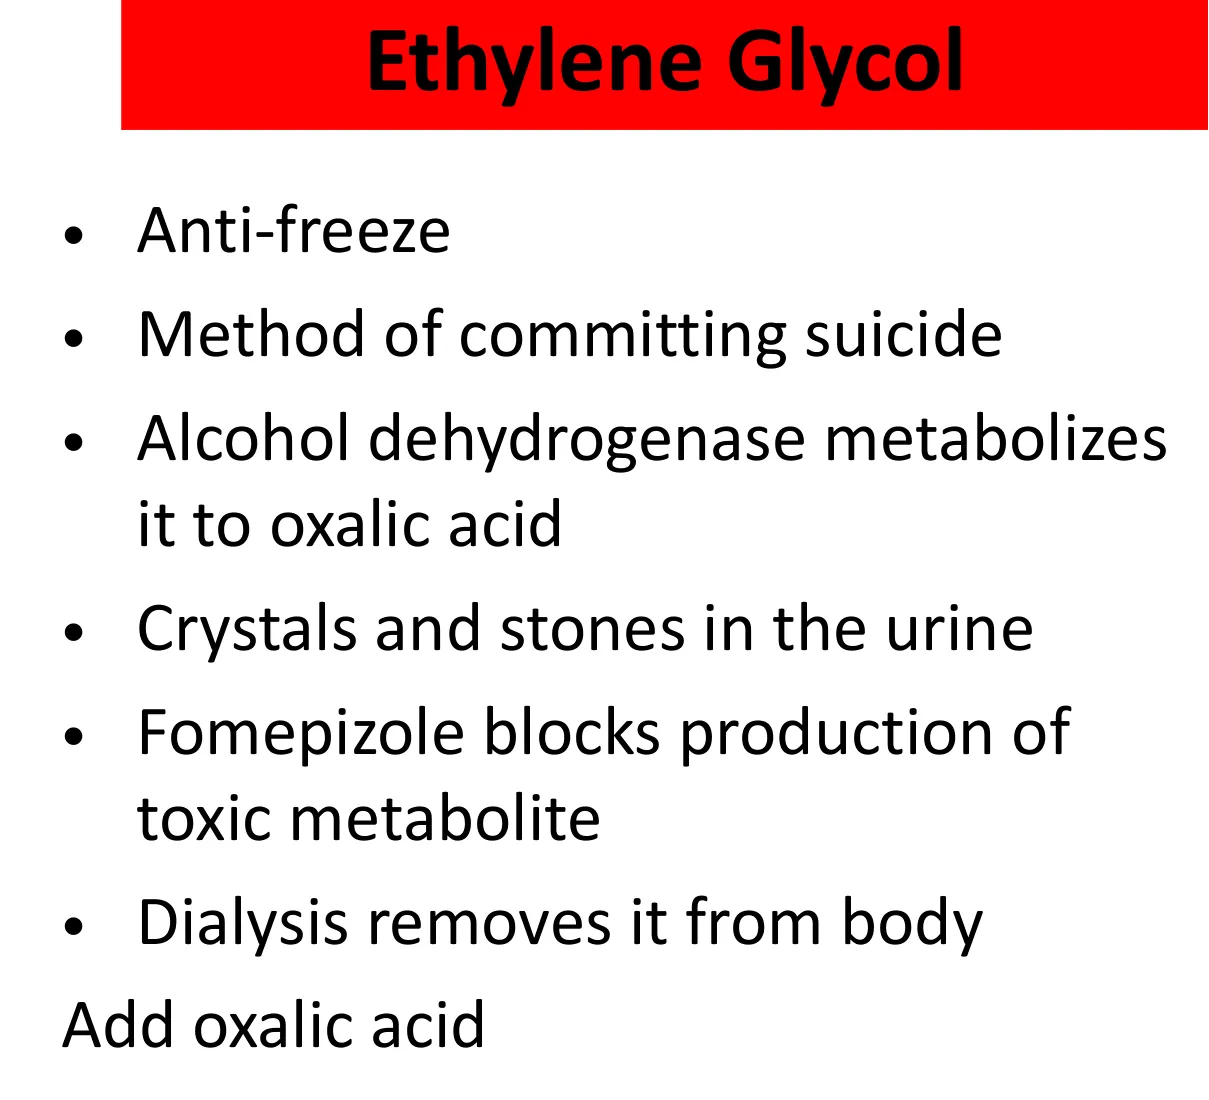 Ethylene Glycol
• Anti-freeze
• Method of committing suicide
• Alcohol dehydrogenase metabolizes
it to oxalic acid
• Crystals and stones in the urine
• Fomepizole blocks production of
toxic metabolite
• Dialysis removes it from body
Add oxalic acid